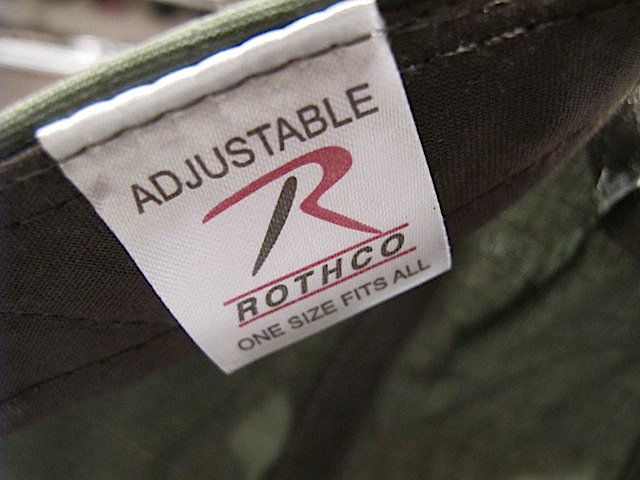 ADJUSTABLE
R
ROTHCO
ONE SIZE FITS ALL